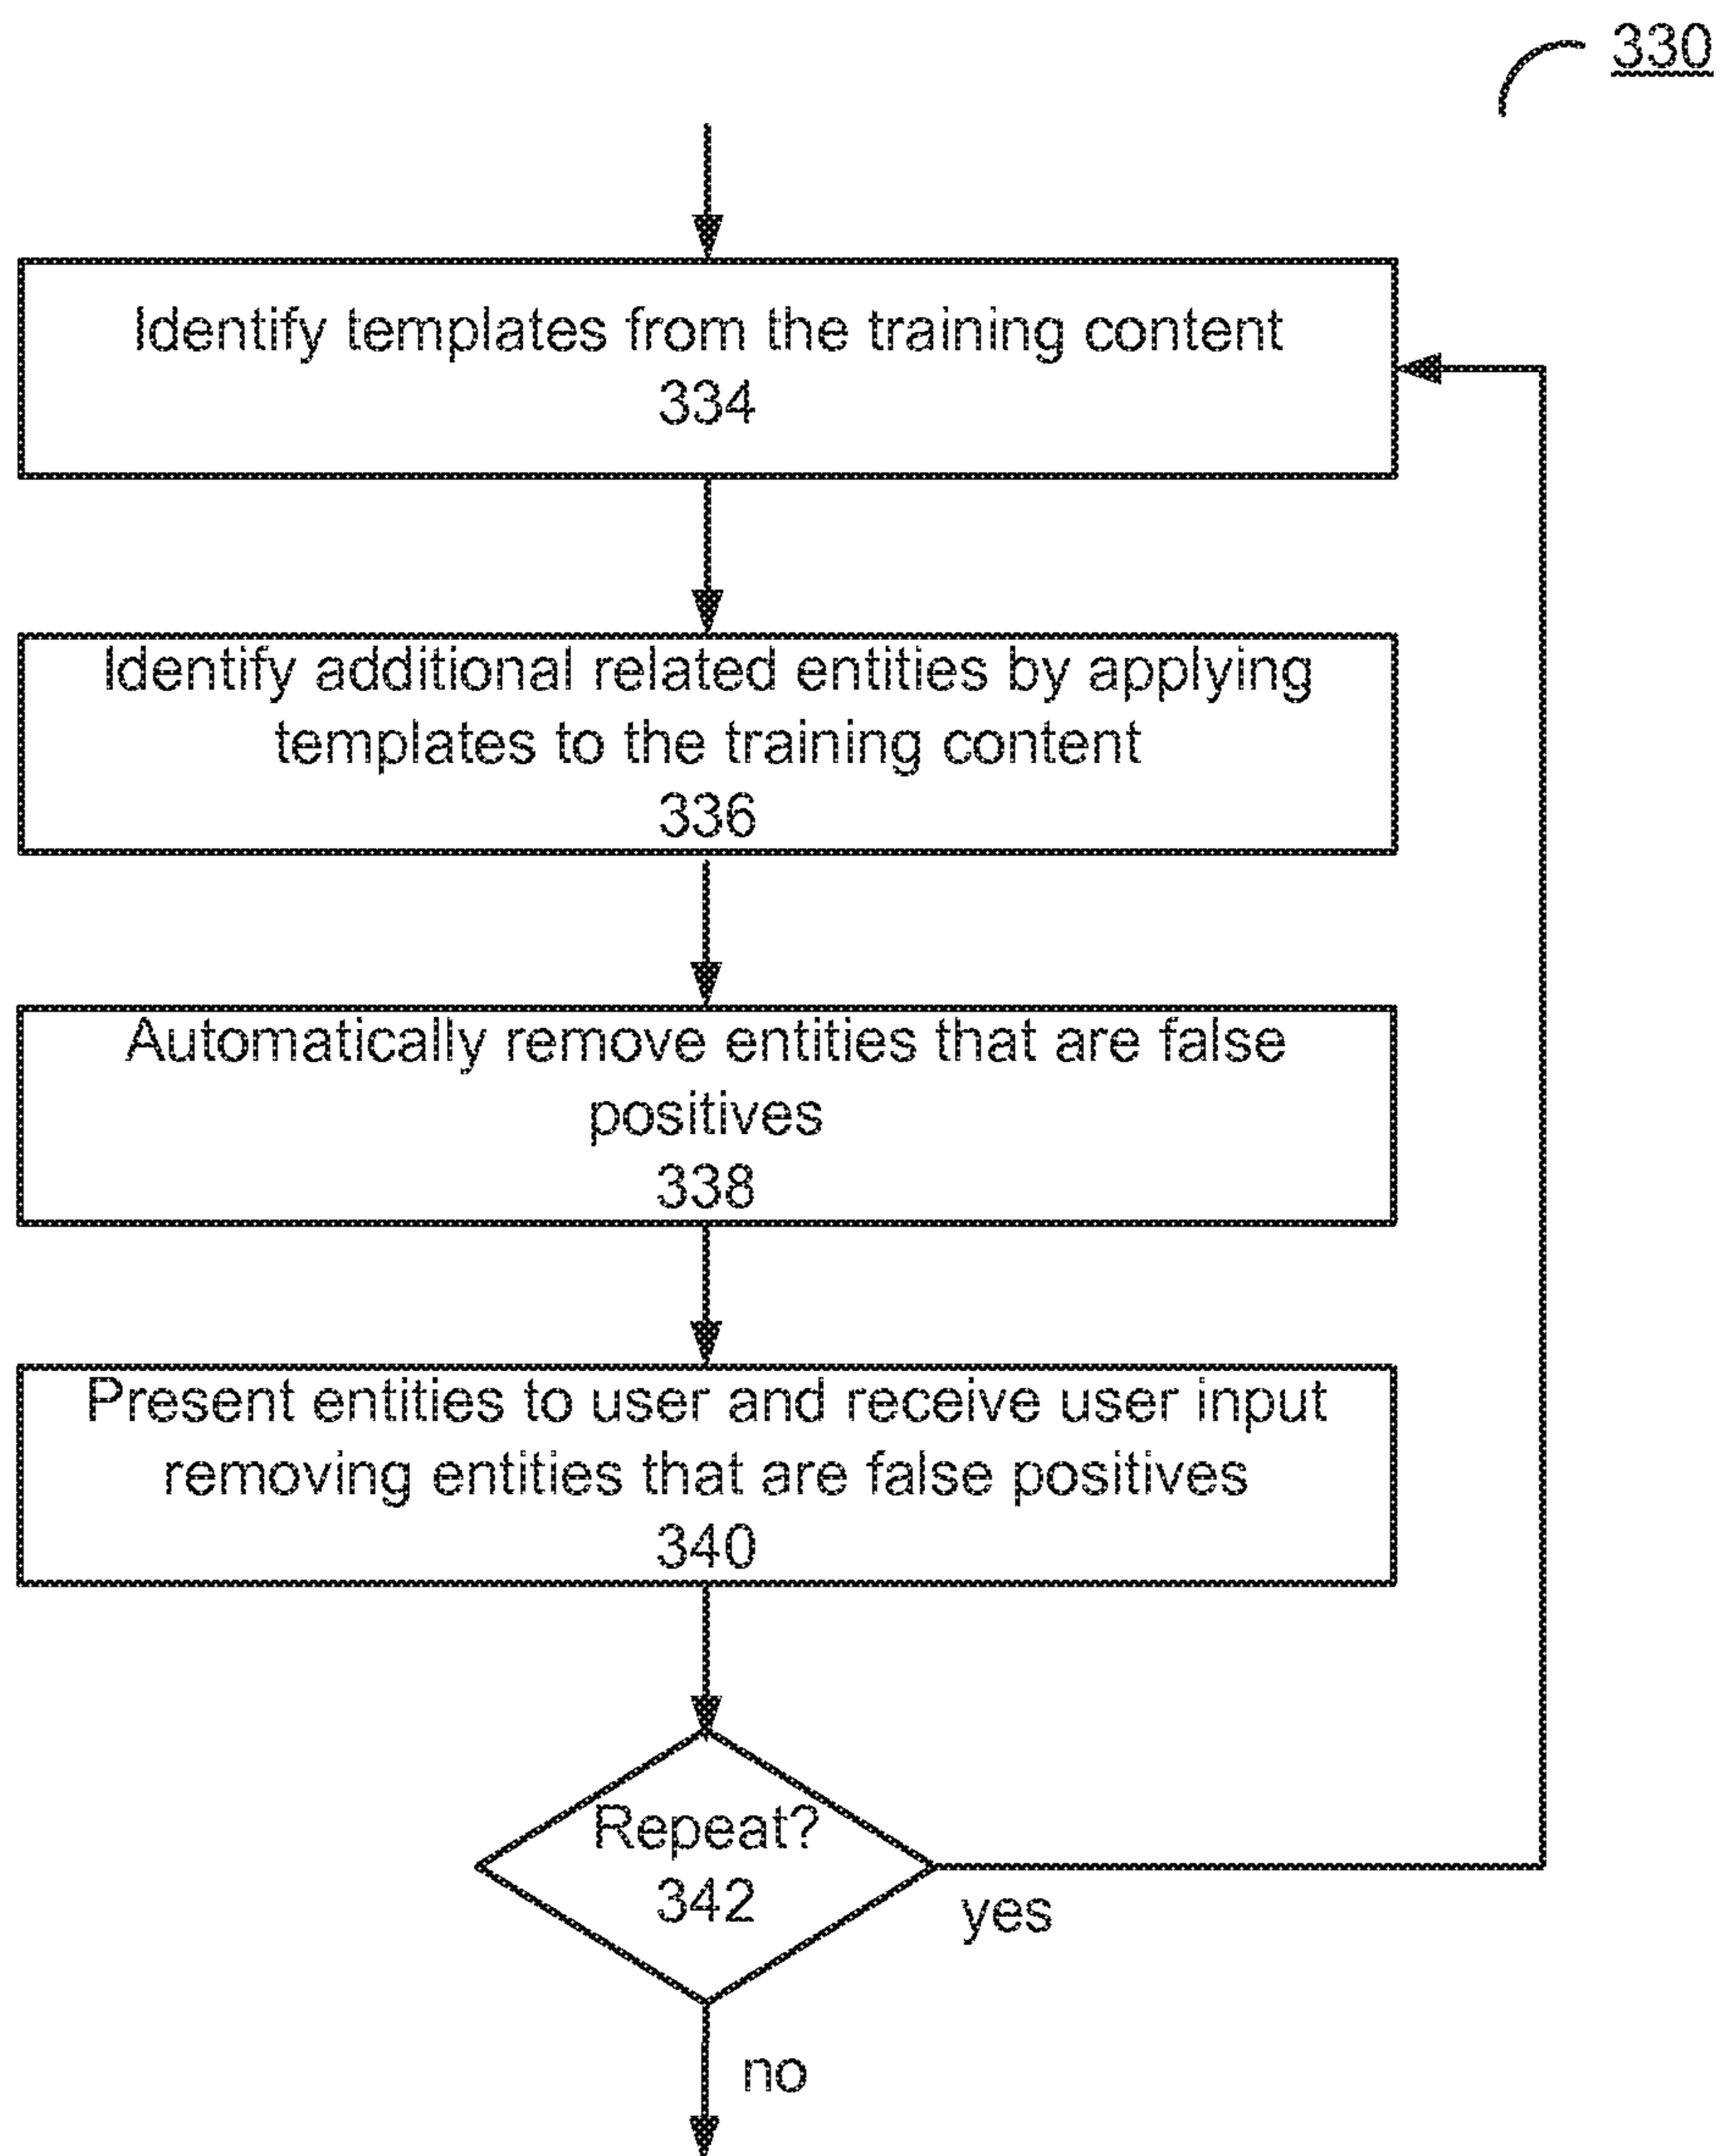 330
Identify templates from the training content
334
Identify additional related entities by applying
templates to the training content
336
Automatically remove entities that are false
positives
338
Present entities to user and receive user input
removing entities that are false positives
340
Repeat?
342
yes
no